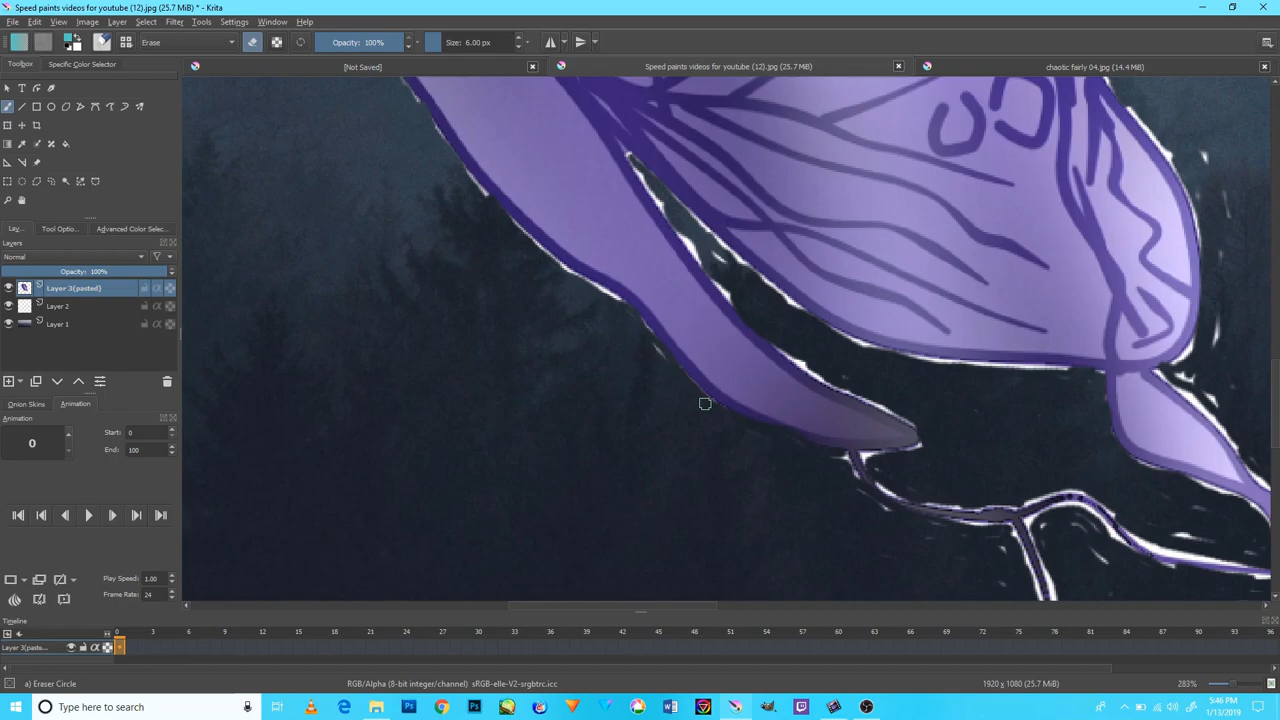 Speed paints videos for youtube (12).jpg (25.7 MiB) * - Krita
File Edit View Image Layer Select Filter Tools Settings Window Help
Erase Opacity: 100% Size: 6.00 px
Toolbox Specific Color Selector
[Not Saved] Speed paints videos for youtube (12).jpg (25.7 MiB) chaotic fairly 04.jpg (14.4 MiB)
Lay... Tool Optio... Advanced Color Selec...
Layers
Normal
Opacity: 100%
Layer 3(pasted)
Layer 2
Layer 1
Onion Skins Animation
Animation
0
Start: 0
End: 100
Play Speed: 1.00
Frame Rate: 24
Timeline
0 3 6 9 12 15 18 21 24 27 30 33 36 39 42 45 48 51 54 57 60 63 66 69 72 75 78 81 84 87 90 93 96
Layer 3(paste...
a) Eraser Circle RGB/Alpha (8-bit integer/channel) sRGB-elle-V2-srgbtrc.icc 1920 x 1080 (25.7 MiB) 283%
Type here to search
5:46 PM
1/13/2019